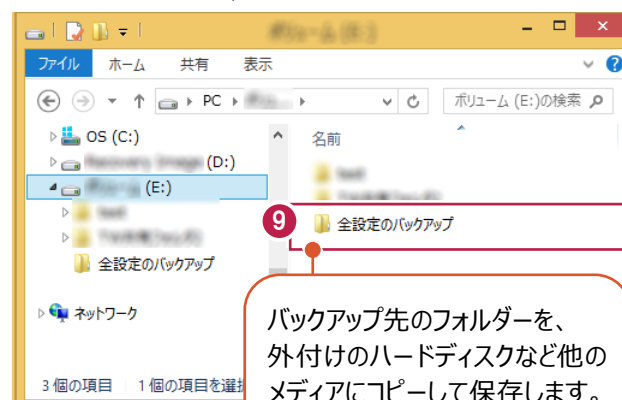 ファイル ホーム 共有 表示
PC
ボリューム (E:)の検索
OS (C:)
名前
(D:)
(E:)
9
全設定のバックアップ
全設定のバックアップ
ネットワーク
バックアップ先のフォルダーを、
外付けのハードディスクなど他の
メディアにコピーして保存します。
3 個の項目 1 個の項目を選択